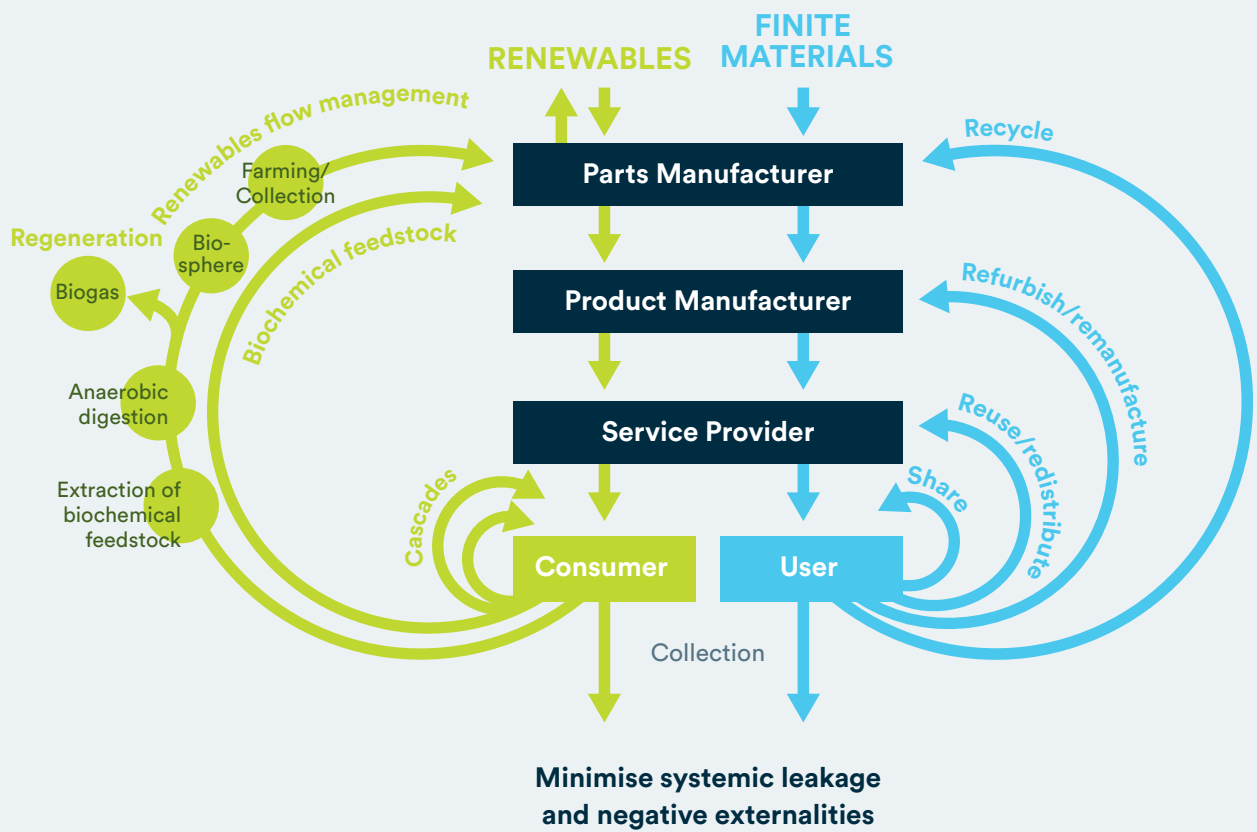 RENEWABLES
FINITE
MATERIALS
Renewables flow management
Farming/
Collection
Regeneration
Bio-
sphere
Biogas
Biochemical feedstock
Anaerobic
digestion
Extraction of
biochemical
feedstock
Parts Manufacturer
Product Manufacturer
Service Provider
Recycle
Refurbish/remanufacture
Reuse/redistribute
Share
Cascades
Consumer
User
Collection
Minimise systemic leakage
and negative externalities